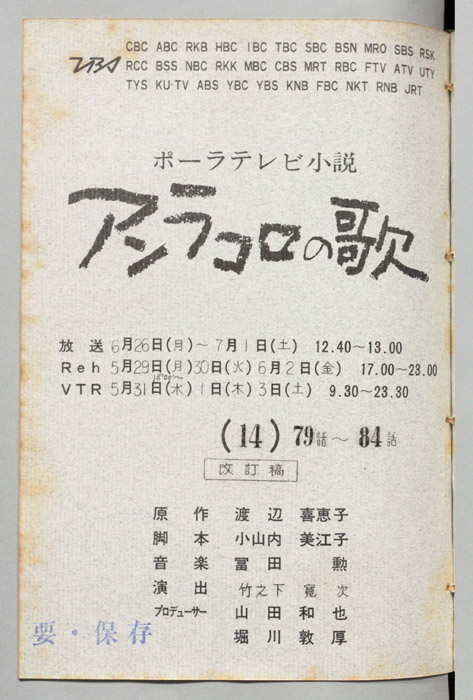 TBS
CBC ABC RKB HBC IBC TBC SBC BSN MRO SBS RSK
RCC BSS NBC RKK MBC CBS MRT RBC FTV ATV UTY
TYS KU-TV ABS YBC YBS KNB FBC NKT RNB JRT
ポーラテレビ小説
アンラコロの歌
放送 6月26日(月)～7月1日(土) 12.40～13.00
Reh 5月29日(月)30日(火)6月2日(金) 17.00～23.00
VTR 5月31日(水)1日(木)3日(土) 9.30～23.30
(14) 79話～84話
改訂稿
原作 渡辺 喜恵子
脚本 小山内 美江子
音楽 冨田 勲
演出 竹之下 寛次
プロデューサー 山田 和也
堀川 敦厚
要・保存